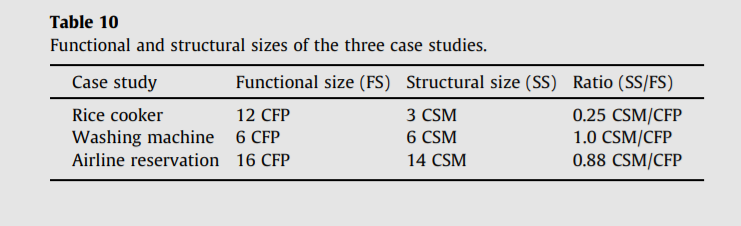 Table 10
Functional and structural sizes of the three case studies.
Case study Functional size (FS) Structural size (SS) Ratio (SS/FS)
Rice cooker 12 CFP 3 CSM 0.25 CSM/CFP
Washing machine 6 CFP 6 CSM 1.0 CSM/CFP
Airline reservation 16 CFP 14 CSM 0.88 CSM/CFP